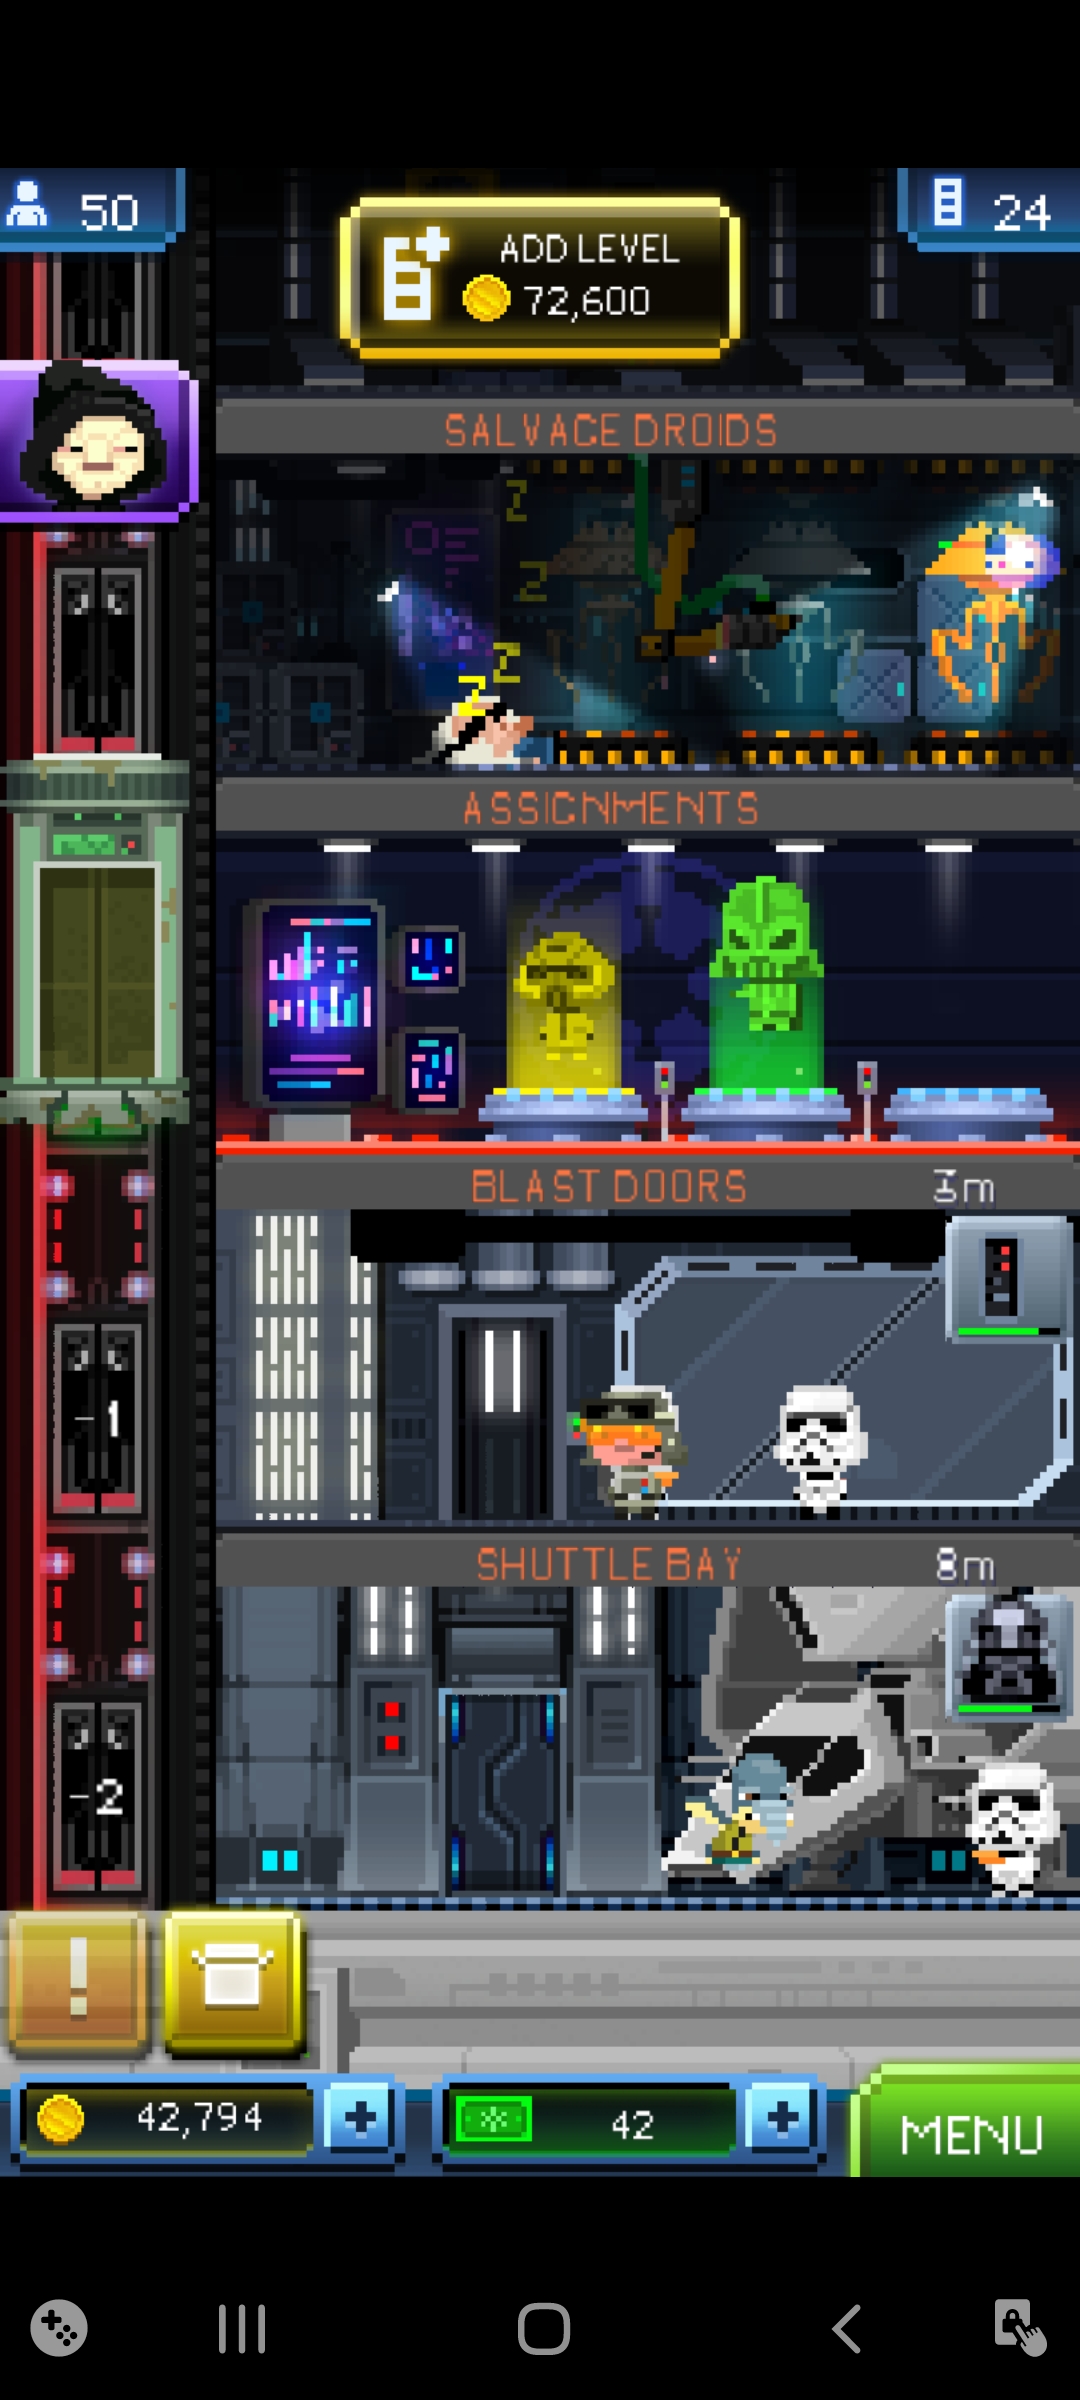 50
ADD LEVEL
72,600
24
SALVAGE DROIDS
Z
Z
Z
Z
ASSIGNMENTS
BLAST DOORS 3m
-1
SHUTTLE BAY 8m
-2
!
42,794 +
42 +
MENU